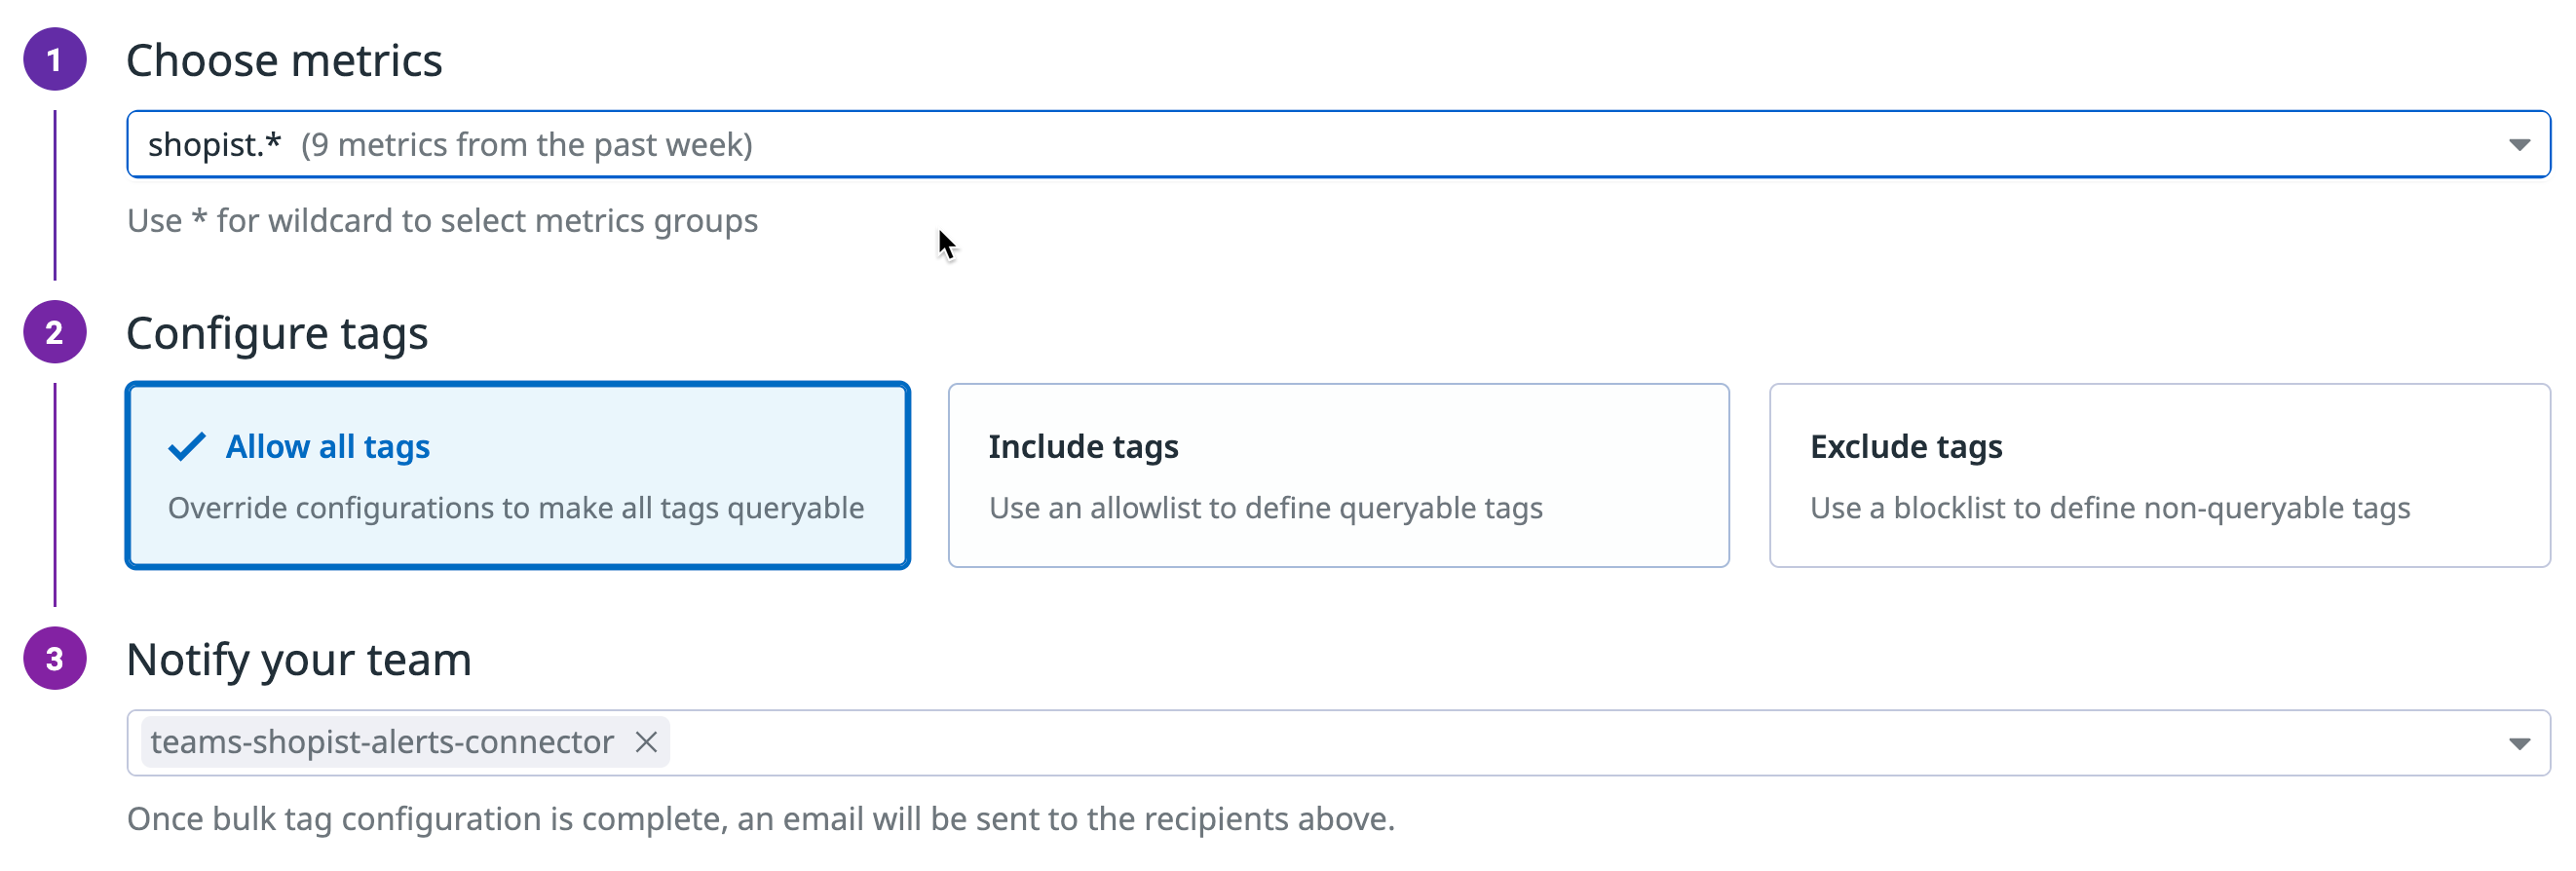 1 Choose metrics
shopist.* (9 metrics from the past week)
Use * for wildcard to select metrics groups
2 Configure tags
Allow all tags
Override configurations to make all tags queryable
Include tags
Use an allowlist to define queryable tags
Exclude tags
Use a blocklist to define non-queryable tags
3 Notify your team
teams-shopist-alerts-connector
Once bulk tag configuration is complete, an email will be sent to the recipients above.